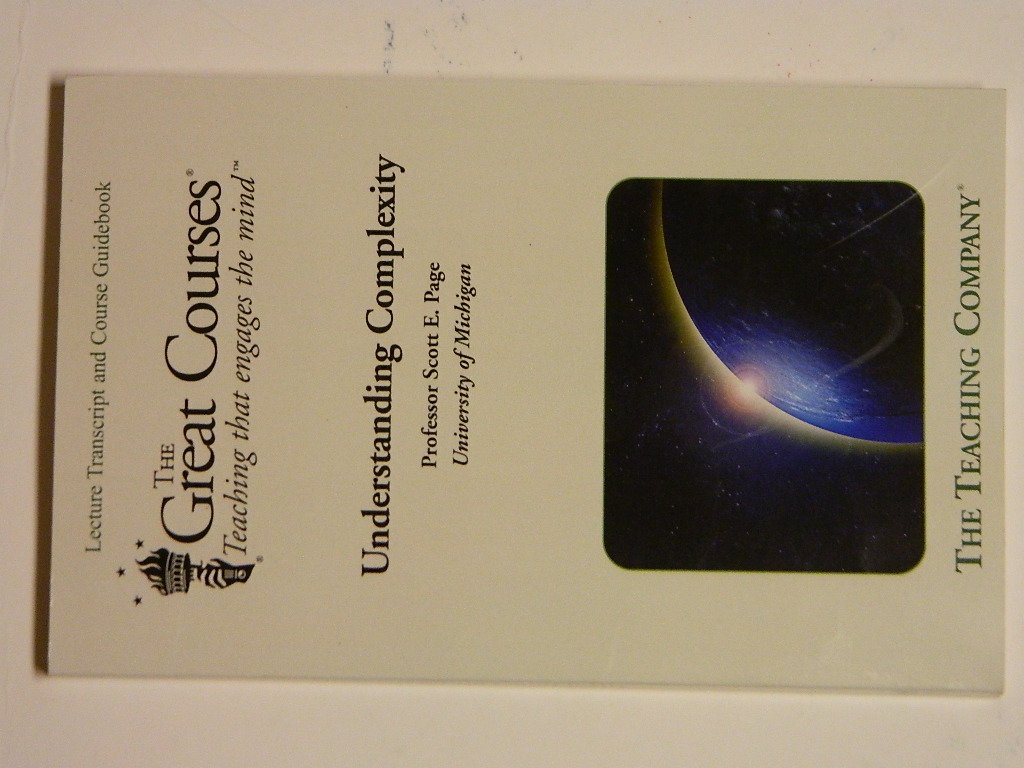 Lecture Transcript and Course Guidebook
THE
Great Courses®
Teaching that engages the mind™
®
Understanding Complexity
Professor Scott E. Page
University of Michigan
THE TEACHING COMPANY®